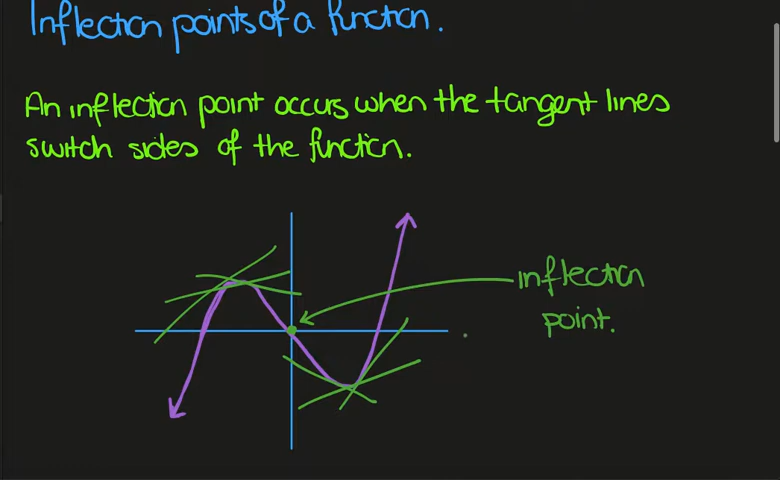 Inflection points of a function.
An inflection point occurs when the tangent lines
switch sides of the function.
inflection
point.